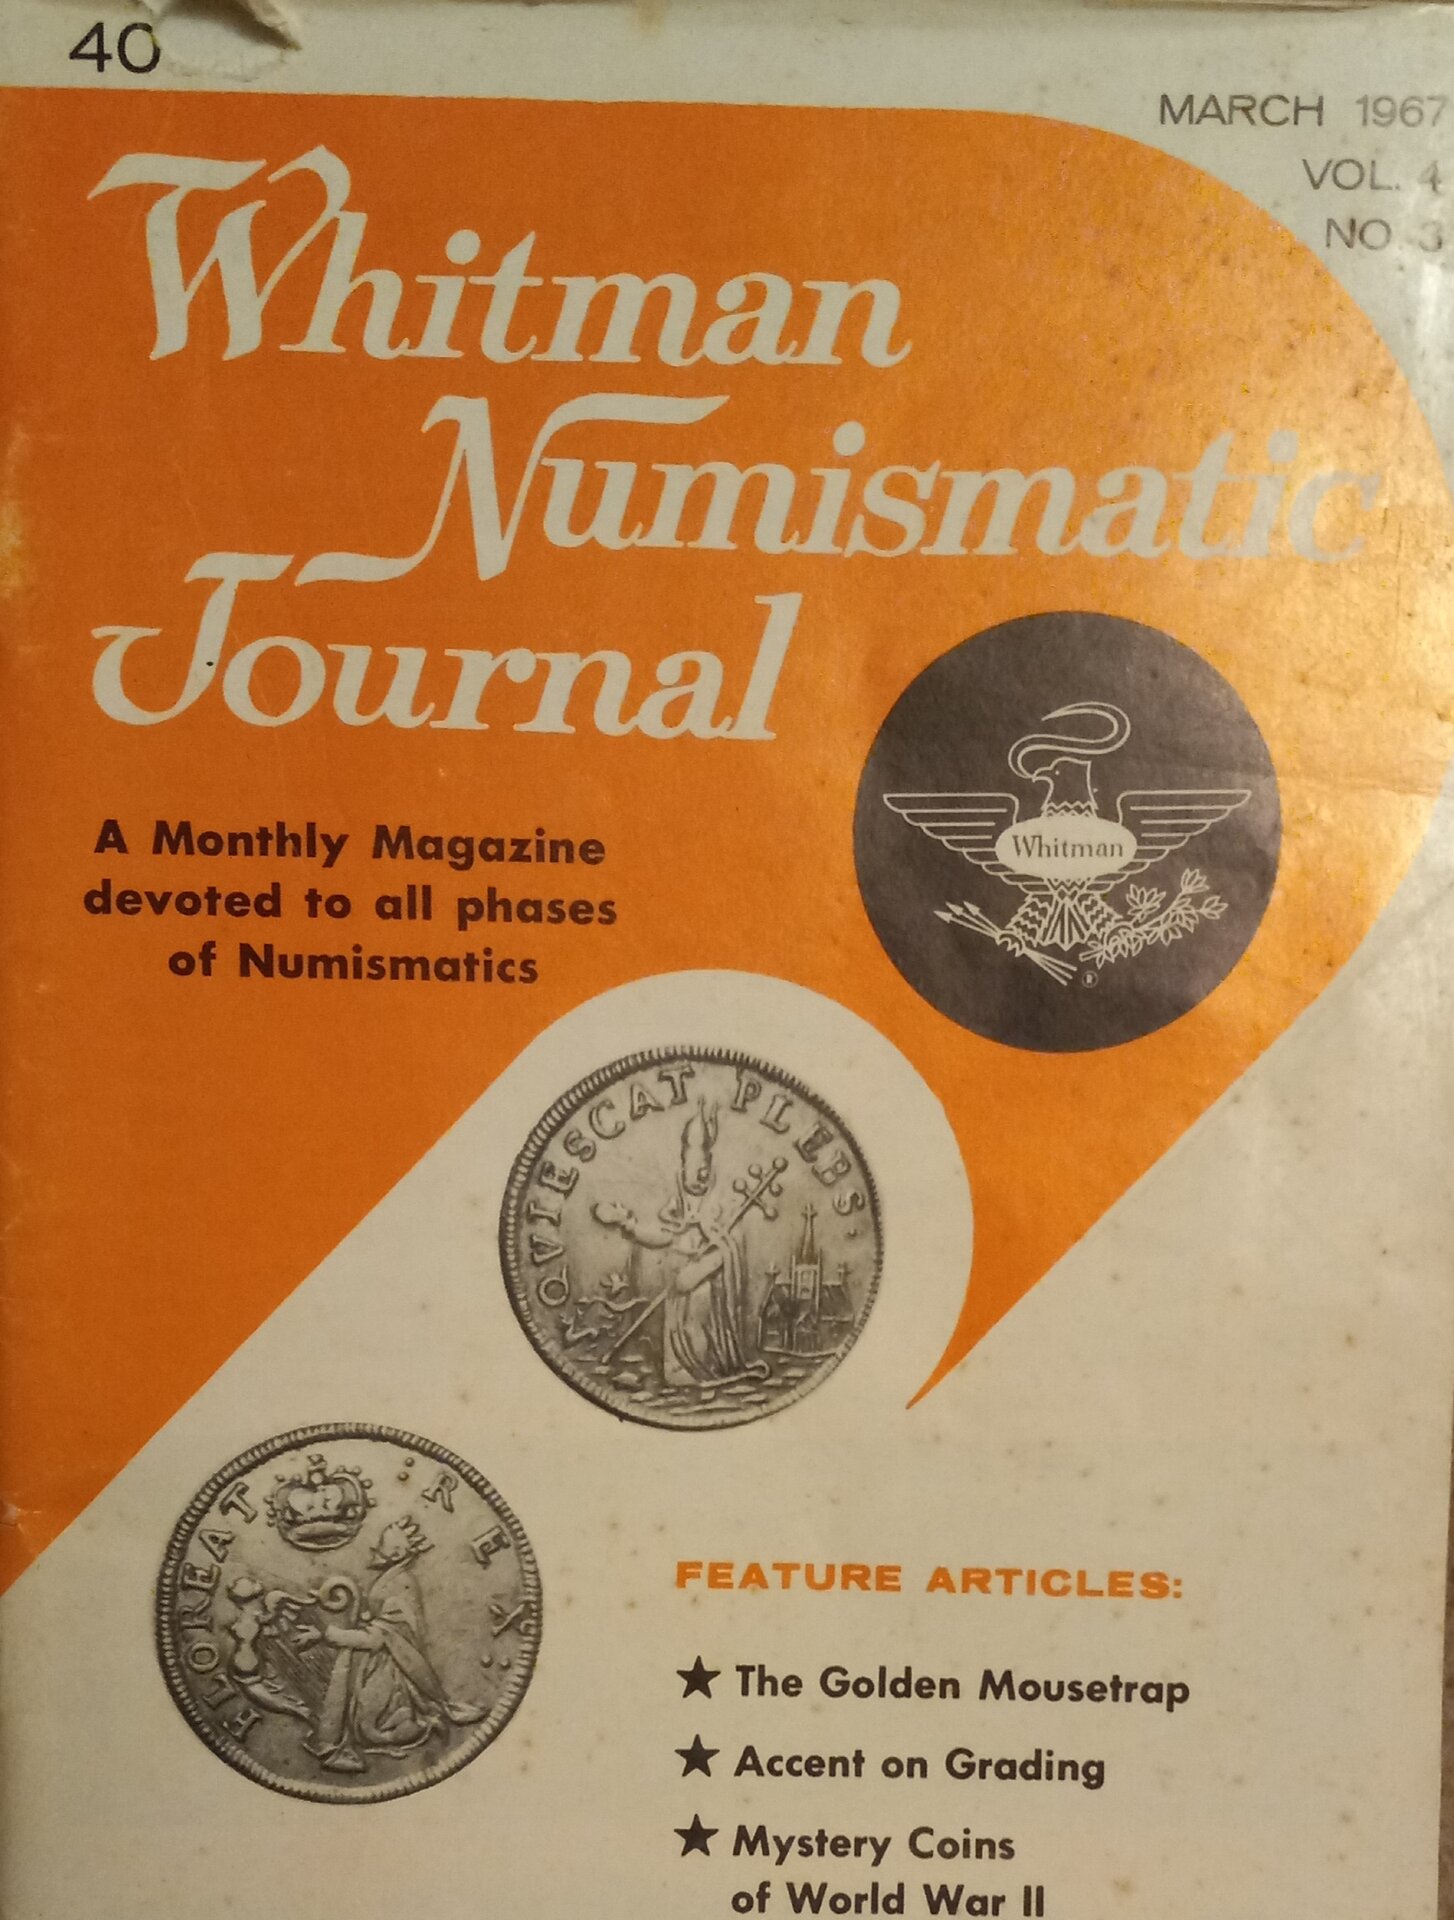 40
MARCH 1967
VOL. 4
NO. 3
Whitman
Numismatic
Journal
A Monthly Magazine
devoted to all phases
of Numismatics
Whitman
®
QVIESCAT PLEBS·
FLOREAT :REX:
FEATURE ARTICLES:
★ The Golden Mousetrap
★ Accent on Grading
★ Mystery Coins
of World War II